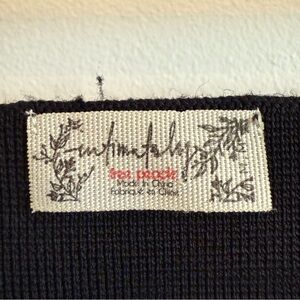 intimately
free people
Made in China
Fabriqué en Chine